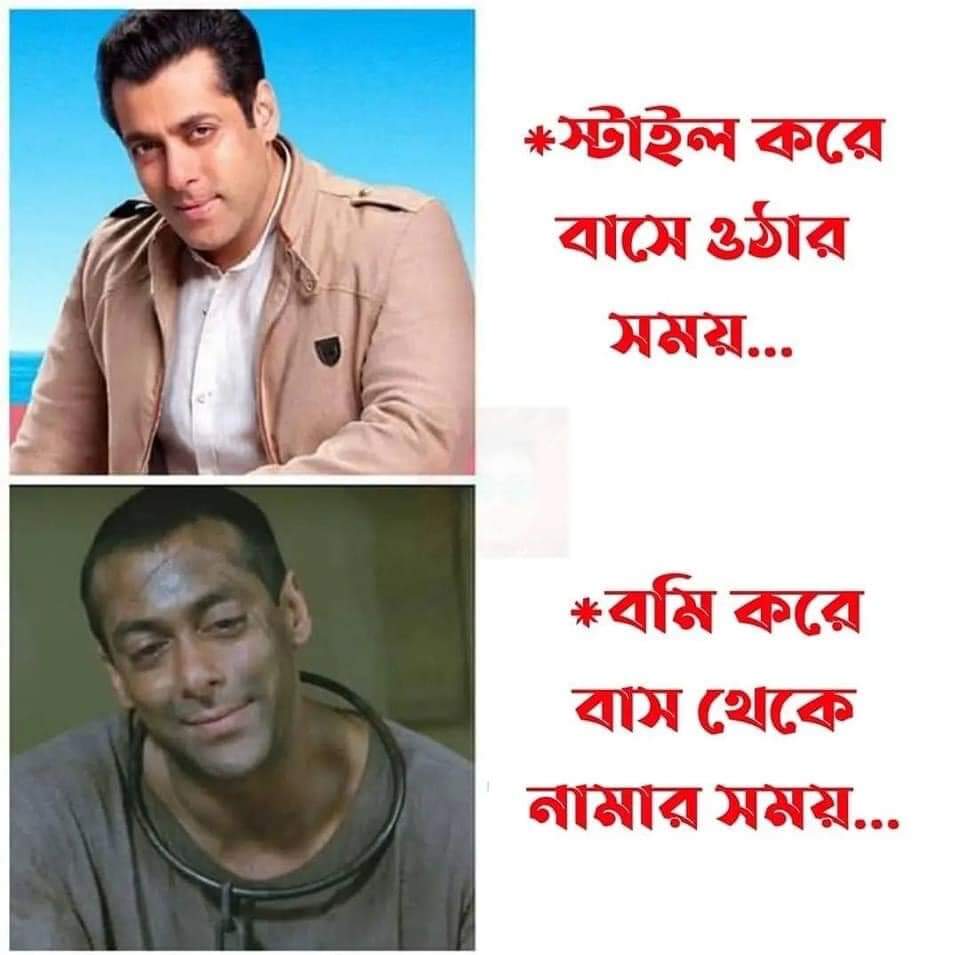 *স্টাইল করে
বাসে ওঠার
সময়...
*বমি করে
বাস থেকে
নামার সময়...